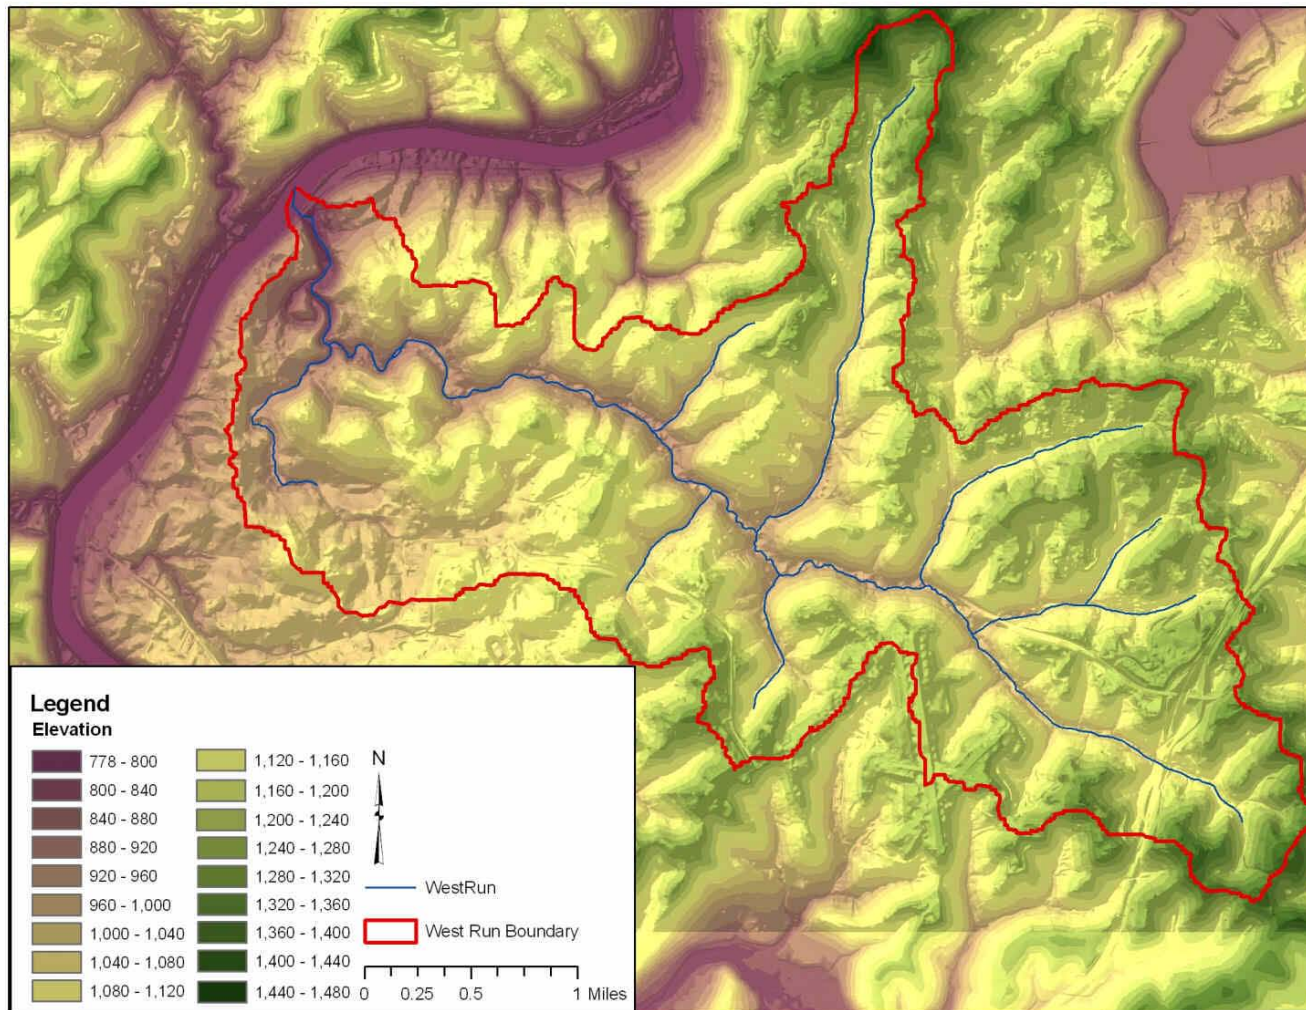 Legend
Elevation
778 - 800
800 - 840
840 - 880
880 - 920
920 - 960
960 - 1,000
1,000 - 1,040
1,040 - 1,080
1,080 - 1,120
1,120 - 1,160
1,160 - 1,200
1,200 - 1,240
1,240 - 1,280
1,280 - 1,320
1,320 - 1,360
1,360 - 1,400
1,400 - 1,440
1,440 - 1,480
N
WestRun
West Run Boundary
0 0.25 0.5 1 Miles